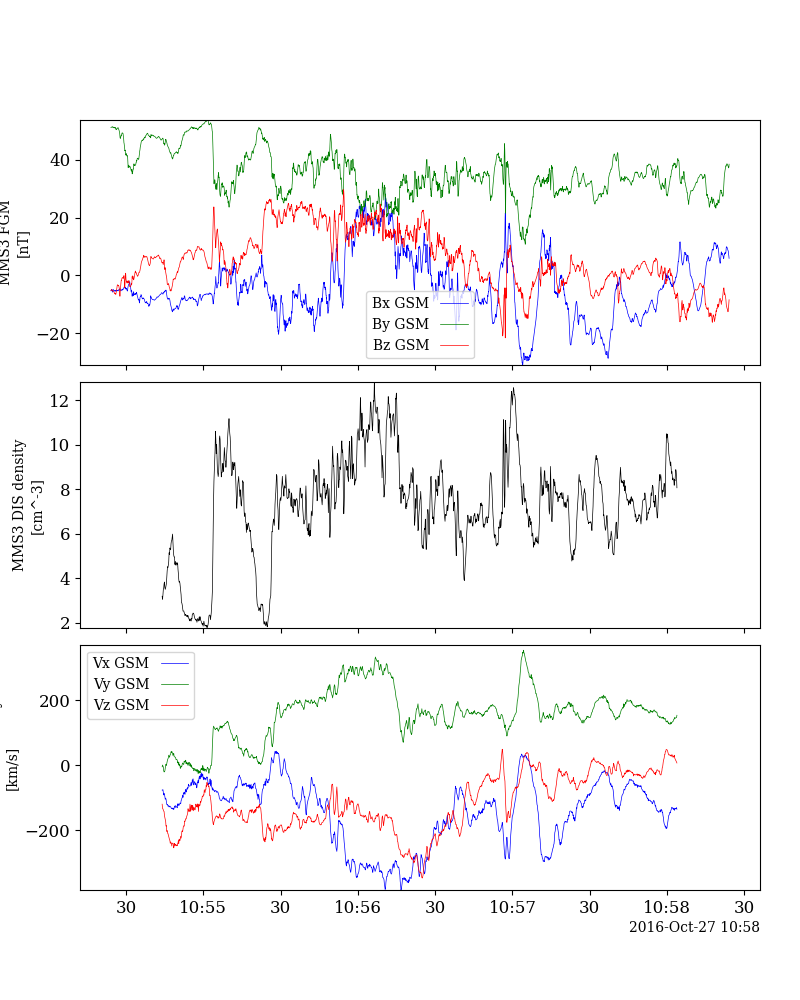 MMS3 FGM
[nT]
40
20
0
−20
Bx GSM
By GSM
Bz GSM
MMS3 DIS density
[cm^-3]
12
10
8
6
4
2
[km/s]
200
0
−200
Vx GSM
Vy GSM
Vz GSM
30
10:55
30
10:56
30
10:57
30
10:58
30
2016-Oct-27 10:58